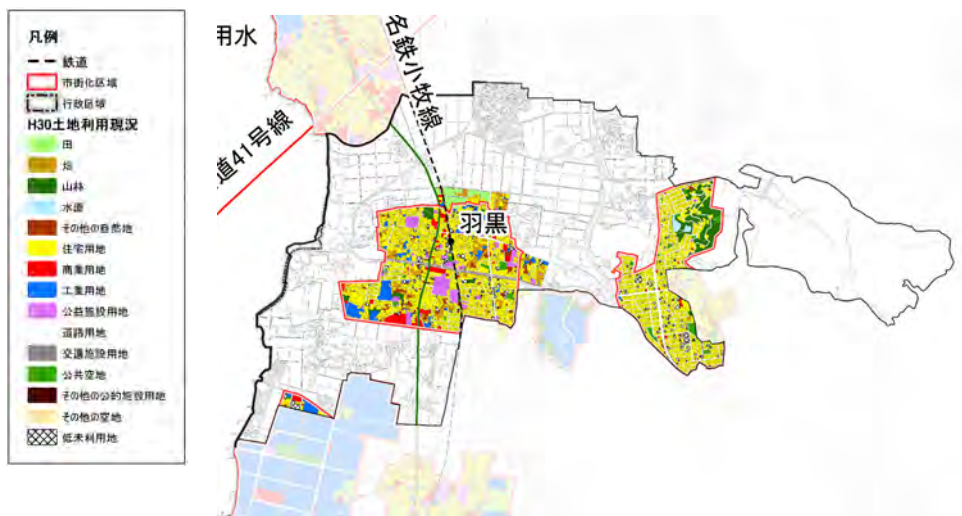 凡例
鉄道
市街化区域
行政区域
H30土地利用現況
田
畑
山林
水面
その他の自然地
住宅用地
商業用地
工業用地
公益施設用地
道路用地
交通施設用地
公共空地
その他の公的施設用地
その他の空地
低未利用地
用水
名鉄小牧線
道41号線
羽黒